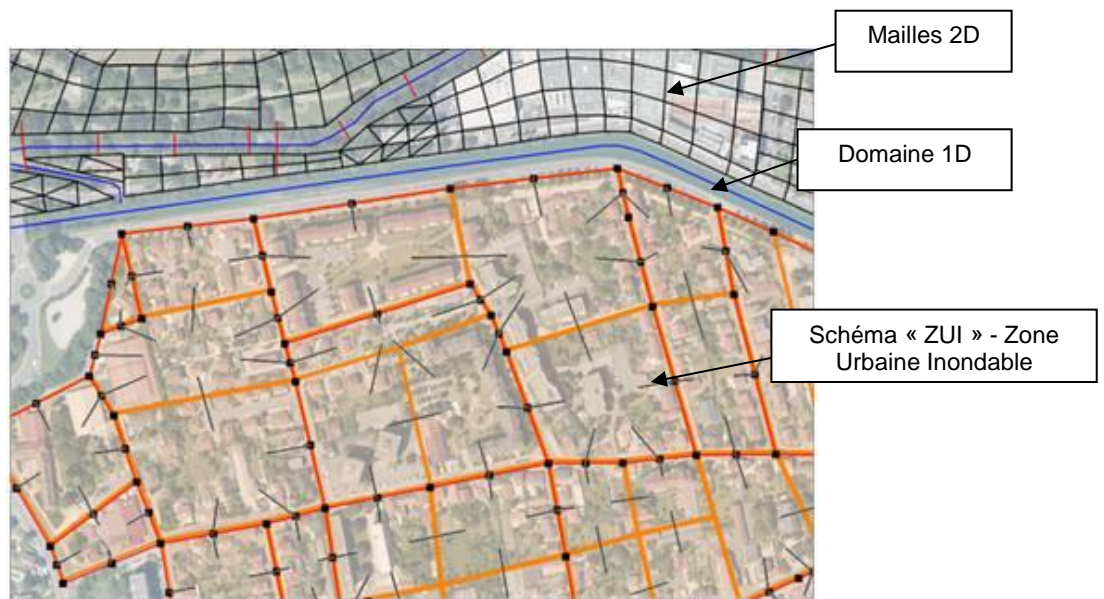 Mailles 2D
Domaine 1D
Schéma « ZUI » - Zone
Urbaine Inondable